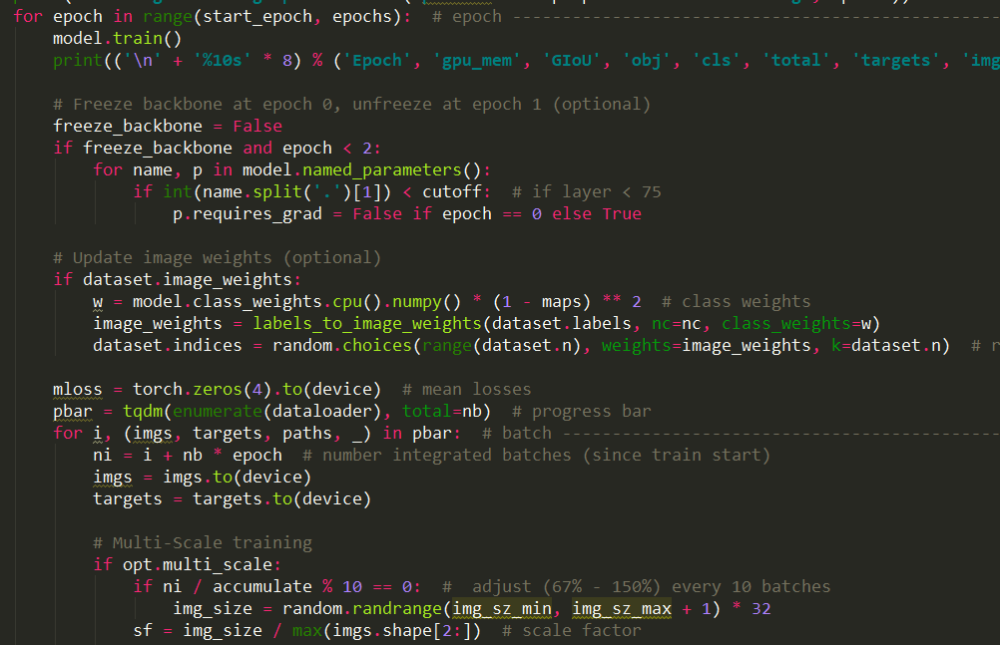 for epoch in range(start_epoch, epochs):  # epoch ------------------------------------------------
    model.train()
    print(('\n' + '%10s' * 8) % ('Epoch', 'gpu_mem', 'GIoU', 'obj', 'cls', 'total', 'targets', 'img
    # Freeze backbone at epoch 0, unfreeze at epoch 1 (optional)
    freeze_backbone = False
    if freeze_backbone and epoch < 2:
        for name, p in model.named_parameters():
            if int(name.split('.')[1]) < cutoff:  # if layer < 75
                p.requires_grad = False if epoch == 0 else True
    # Update image weights (optional)
    if dataset.image_weights:
        w = model.class_weights.cpu().numpy() * (1 - maps) ** 2  # class weights
        image_weights = labels_to_image_weights(dataset.labels, nc=nc, class_weights=w)
        dataset.indices = random.choices(range(dataset.n), weights=image_weights, k=dataset.n)  # r
    mloss = torch.zeros(4).to(device)  # mean losses
    pbar = tqdm(enumerate(dataloader), total=nb)  # progress bar
    for i, (imgs, targets, paths, _) in pbar:  # batch --------------------------------------------
        ni = i + nb * epoch  # number integrated batches (since train start)
        imgs = imgs.to(device)
        targets = targets.to(device)
        # Multi-Scale training
        if opt.multi_scale:
            if ni / accumulate % 10 == 0:  #  adjust (67% - 150%) every 10 batches
                img_size = random.randrange(img_sz_min, img_sz_max + 1) * 32
            sf = img_size / max(imgs.shape[2:])  # scale factor